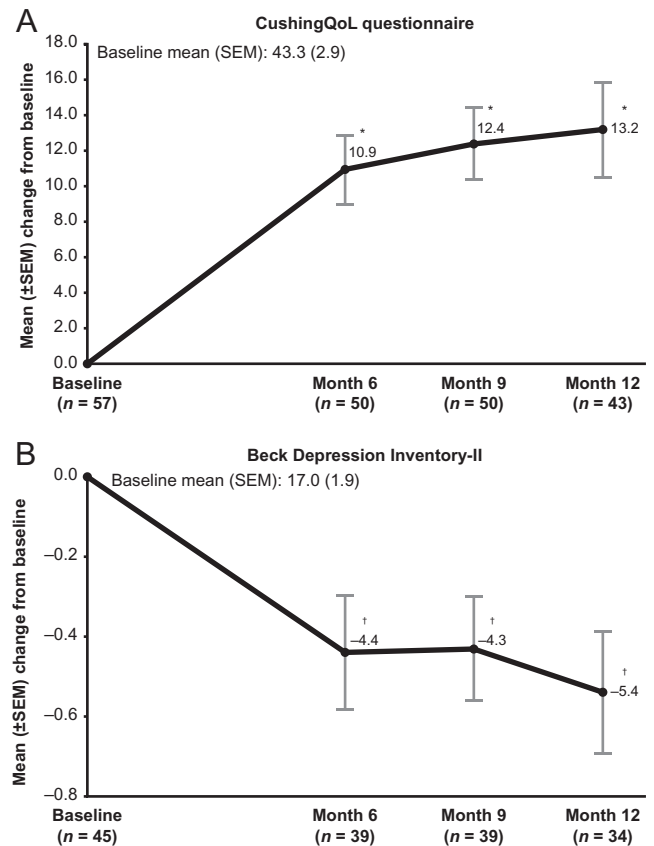 A
CushingQoL questionnaire
Baseline mean (SEM): 43.3 (2.9)
Mean (±SEM) change from baseline
18.0
16.0
14.0
12.0
10.0
8.0
6.0
4.0
2.0
0.0
*
10.9
*
12.4
*
13.2
Baseline Month 6 Month 9 Month 12
(n = 57) (n = 50) (n = 50) (n = 43)
B
Beck Depression Inventory-II
Baseline mean (SEM): 17.0 (1.9)
Mean (±SEM) change from baseline
0.0
–0.2
–0.4
–0.6
–0.8
†
–4.4
†
–4.3
†
–5.4
Baseline Month 6 Month 9 Month 12
(n = 45) (n = 39) (n = 39) (n = 34)